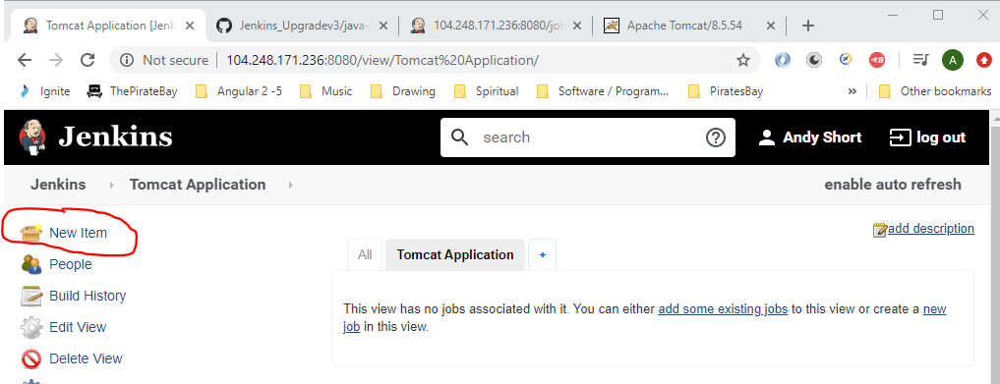 Tomcat Application [Jenk
Jenkins_Upgradev3/java-
104.248.171.236:8080/job
Apache Tomcat/8.5.54
Not secure
104.248.171.236:8080/view/Tomcat%20Application/
A
Ignite
ThePirateBay
Angular 2 -5
Music
Drawing
Spiritual
Software / Program...
PiratesBay
»
Other bookmarks
Jenkins
search
?
Andy Short
log out
Jenkins
Tomcat Application
enable auto refresh
New Item
add description
People
All
Tomcat Application
+
Build History
This view has no jobs associated with it. You can either add some existing jobs to this view or create a new
job in this view.
Edit View
Delete View